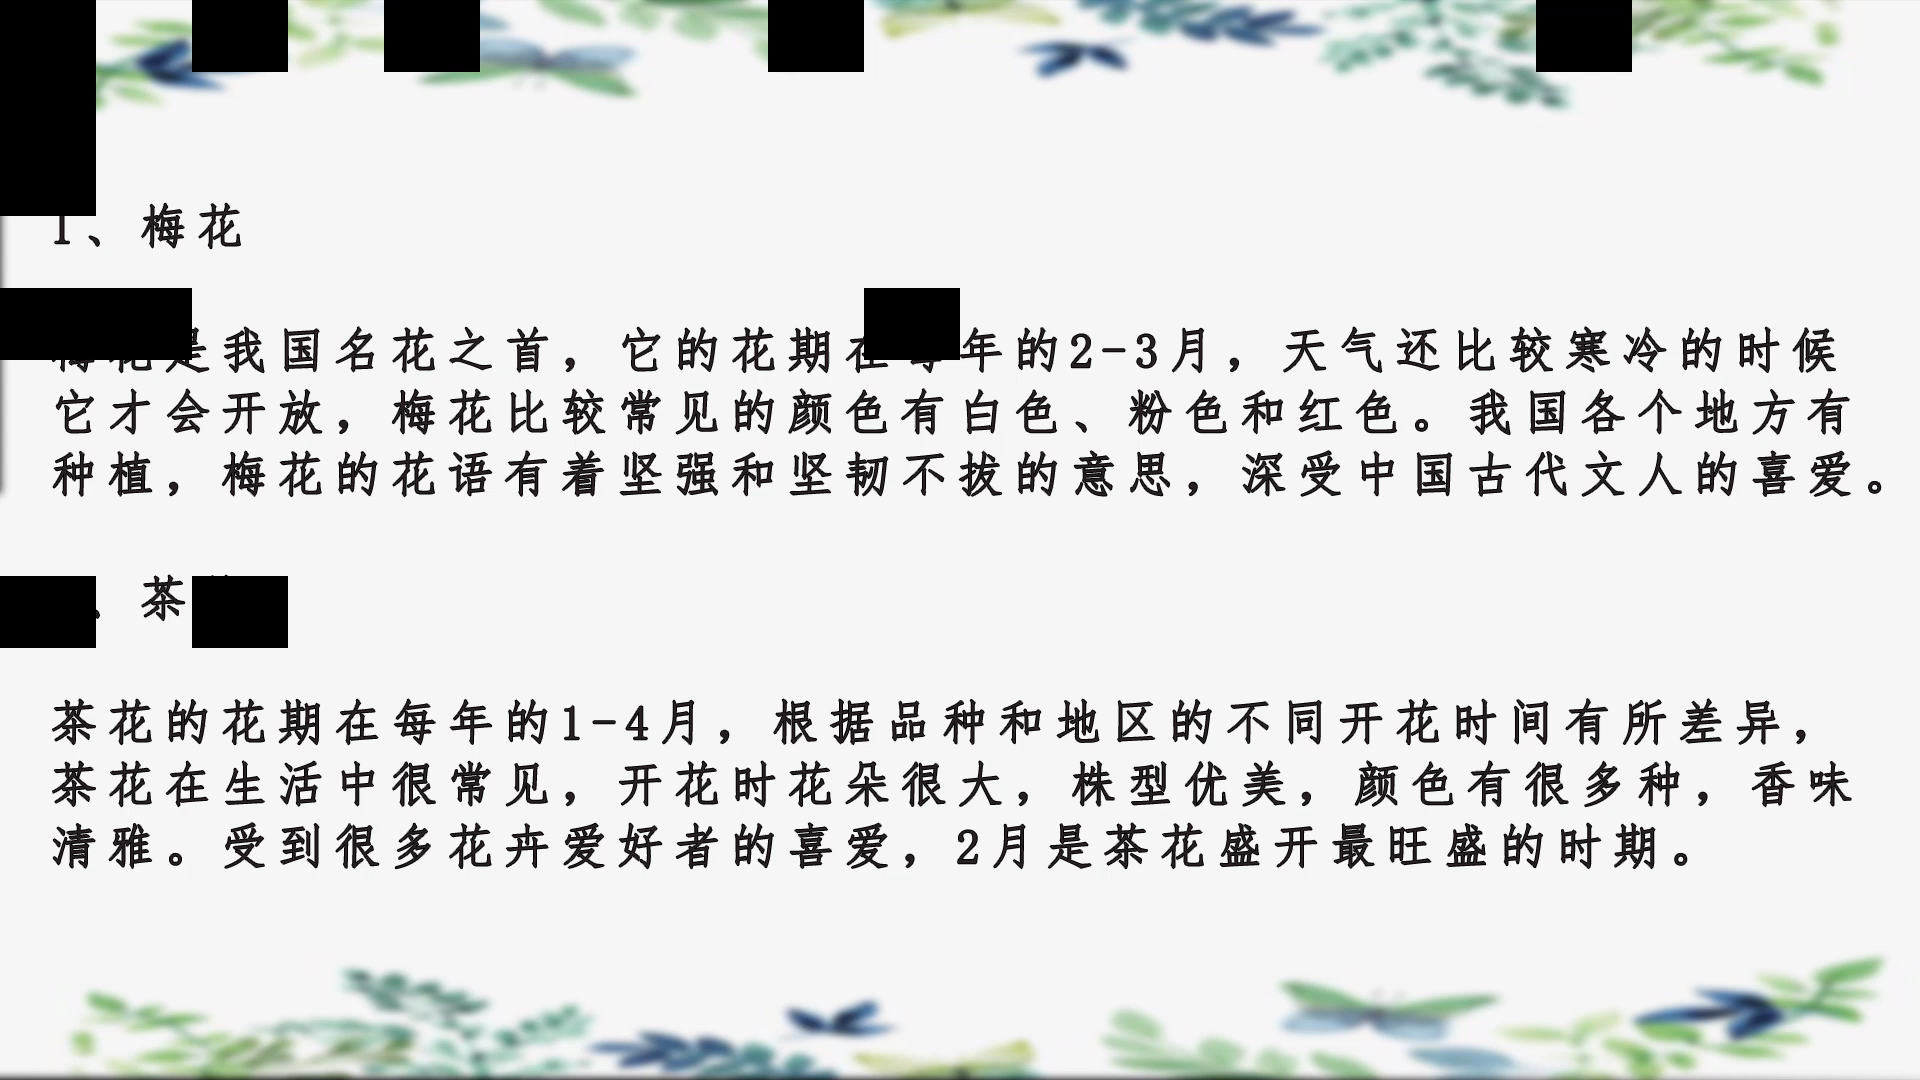 1、梅花
梅花是我国名花之首，它的花期在每年的2-3月，天气还比较寒冷的时候
它才会开放，梅花比较常见的颜色有白色、粉色和红色。我国各个地方有
种植，梅花的花语有着坚强和坚韧不拔的意思，深受中国古代文人的喜爱。
、茶
茶花的花期在每年的1-4月，根据品种和地区的不同开花时间有所差异，
茶花在生活中很常见，开花时花朵很大，株型优美，颜色有很多种，香味
清雅。受到很多花卉爱好者的喜爱，2月是茶花盛开最旺盛的时期。